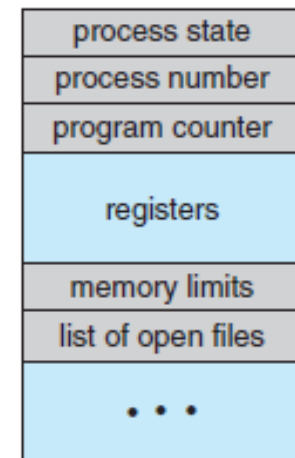 process state
process number
program counter
registers
memory limits
list of open files
• • •